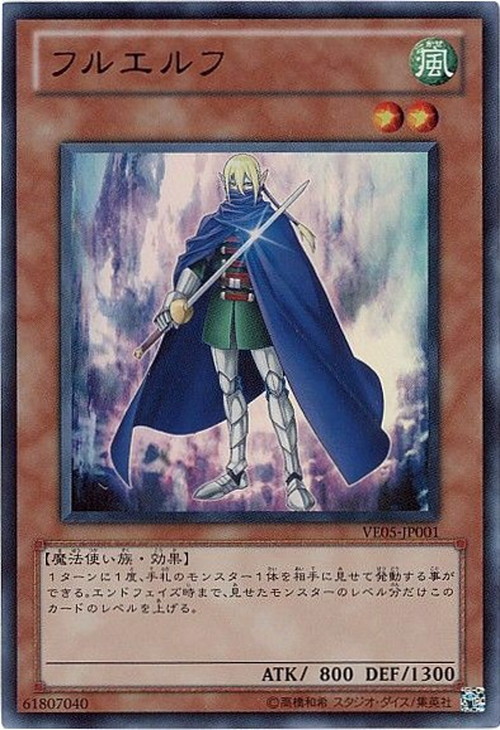 フルエルフ
風
VE05-JP001
【魔法使い族・効果】
1ターンに1度、手札のモンスター1体を相手に見せて発動する事が
できる。エンドフェイズ時まで、見せたモンスターのレベル分だけこの
カードのレベルを上げる。
ATK/ 800 DEF/1300
61807040
©高橋和希 スタジオ・ダイス/集英社